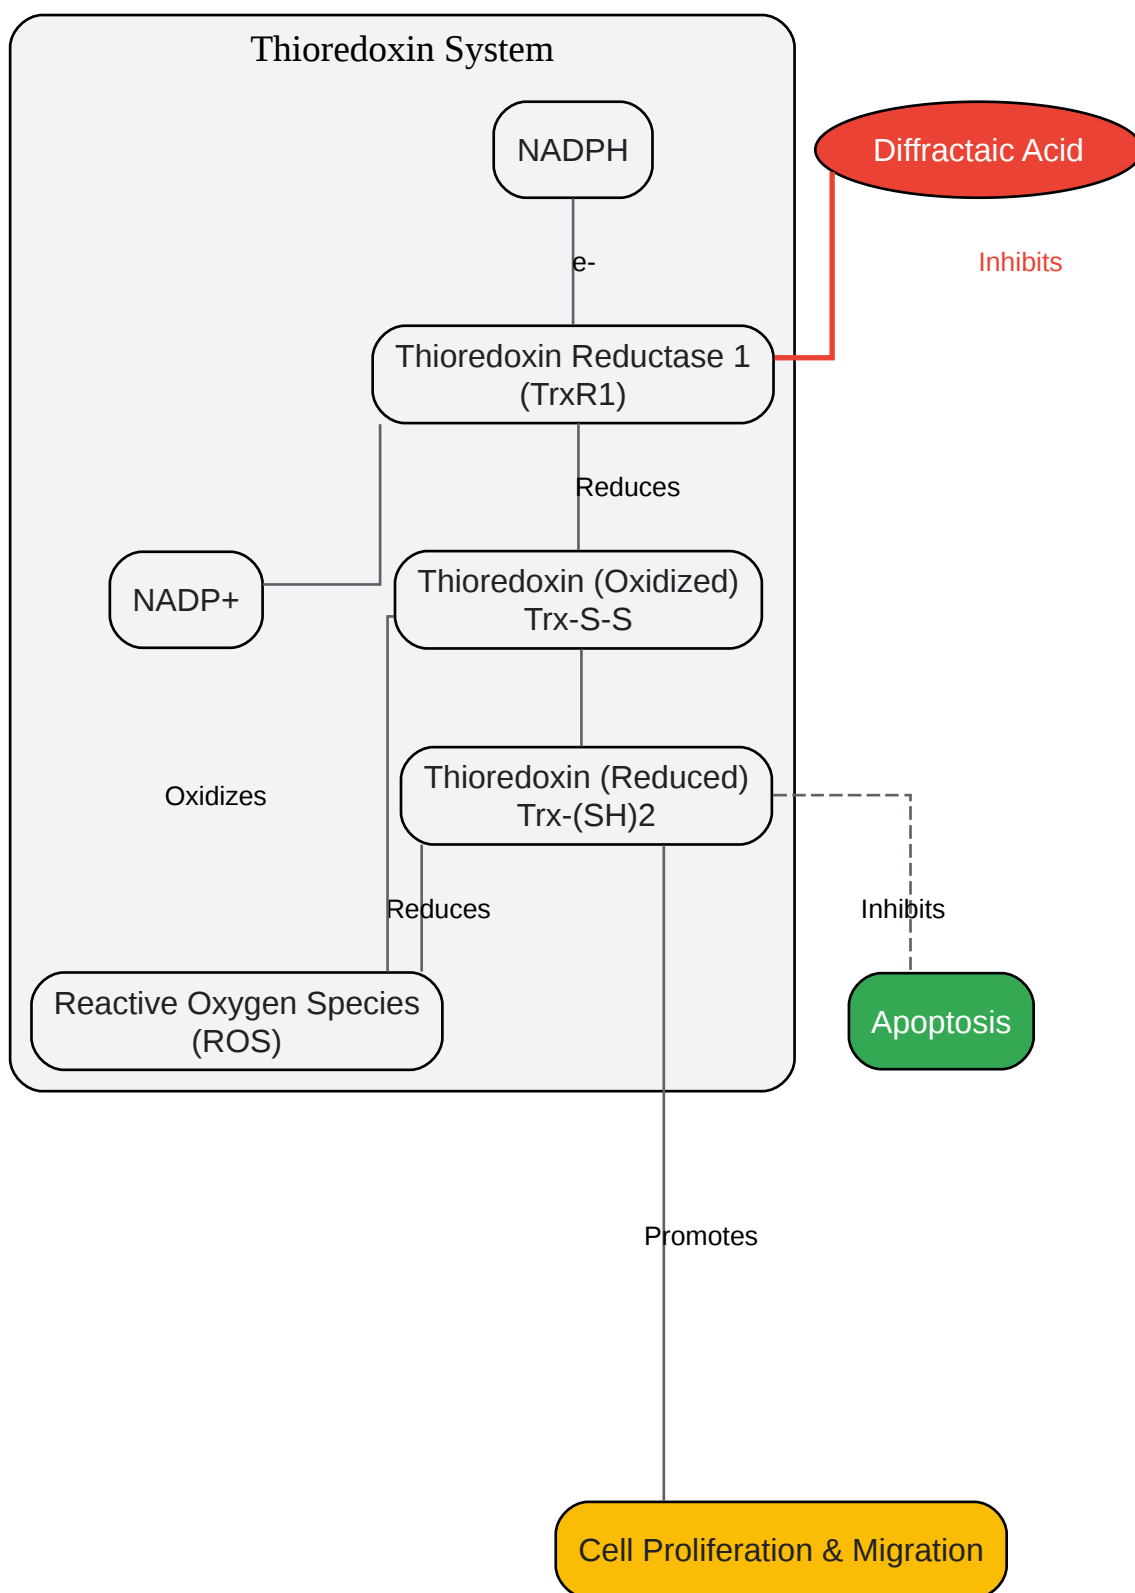 Thioredoxin System
NADPH
Diffractaic Acid
e-
Inhibits
Thioredoxin Reductase 1
(TrxR1)
Reduces
NADP+
Thioredoxin (Oxidized)
Trx-S-S
Oxidizes
Thioredoxin (Reduced)
Trx-(SH)2
Reduces
Inhibits
Reactive Oxygen Species
(ROS)
Apoptosis
Promotes
Cell Proliferation & Migration